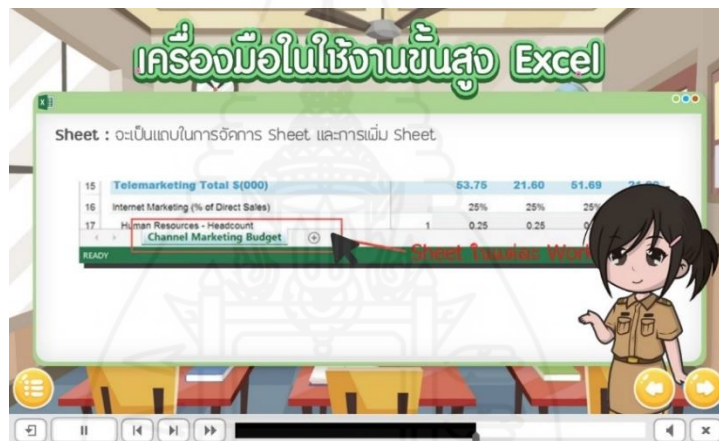 เครื่องมือในใช้งานขั้นสูง Excel
Sheet : จะเป็นแถบในการจัดการ Sheet และการเพิ่ม Sheet
15 Telemarketing Total $(000) 53.75 21.60 51.69
16 Internet Marketing (% of Direct Sales) 25% 25% 25%
17 Human Resources - Headcount 1 0.25 0.25
Channel Marketing Budget
Sheet ในแต่ละ Work
READY